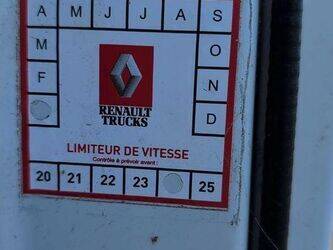 A M J J A S
M O
F N
D
RENAULT
TRUCKS
LIMITEUR DE VITESSE
Contrôle à prévoir avant :
20 21 22 23 25